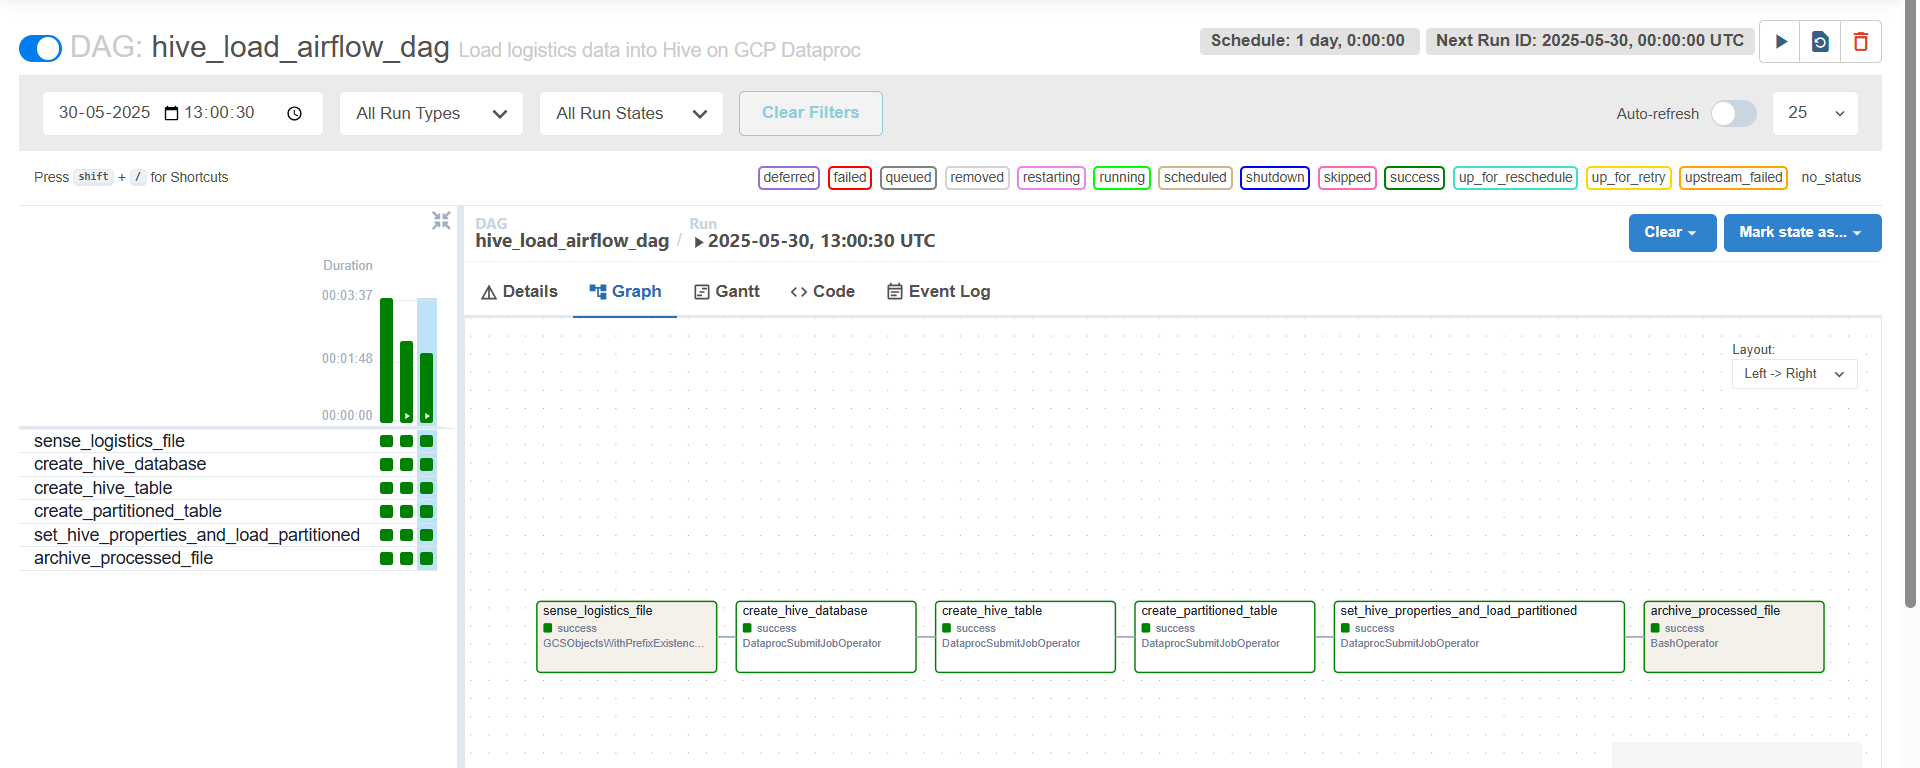 DAG: hive_load_airflow_dag Load logistics data into Hive on GCP Dataproc
Schedule: 1 day, 0:00:00 Next Run ID: 2025-05-30, 00:00:00 UTC
30-05-2025 13:00:30 All Run Types All Run States Clear Filters Auto-refresh 25
Press shift + / for Shortcuts
deferred failed queued removed restarting running scheduled shutdown skipped success up_for_reschedule up_for_retry upstream_failed no_status
DAG Run
hive_load_airflow_dag / 2025-05-30, 13:00:30 UTC
Clear Mark state as...
Details Graph Gantt Code Event Log
Duration
00:03:37
00:01:48
00:00:00
sense_logistics_file
create_hive_database
create_hive_table
create_partitioned_table
set_hive_properties_and_load_partitioned
archive_processed_file
Layout:
Left -> Right
sense_logistics_file
success
GCSObjectsWithPrefixExistenc...
create_hive_database
success
DataprocSubmitJobOperator
create_hive_table
success
DataprocSubmitJobOperator
create_partitioned_table
success
DataprocSubmitJobOperator
set_hive_properties_and_load_partitioned
success
DataprocSubmitJobOperator
archive_processed_file
success
BashOperator